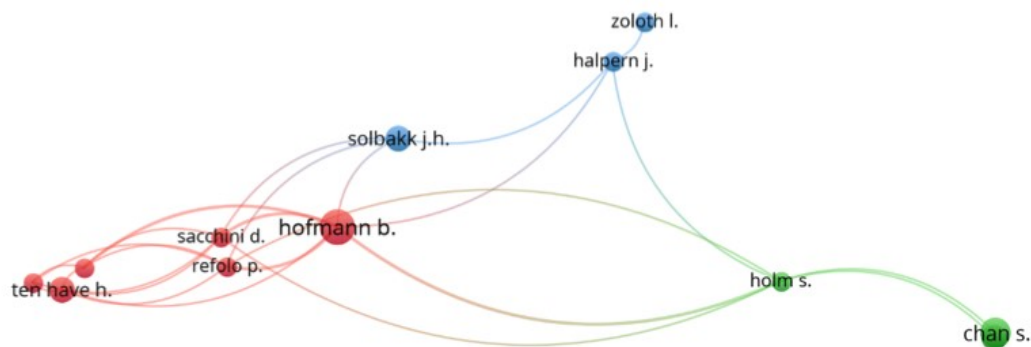 zoloth l.
halpern j.
solbakk j.h.
hofmann b.
sacchini d.
refolo p.
ten have h.
holm s.
chan s.